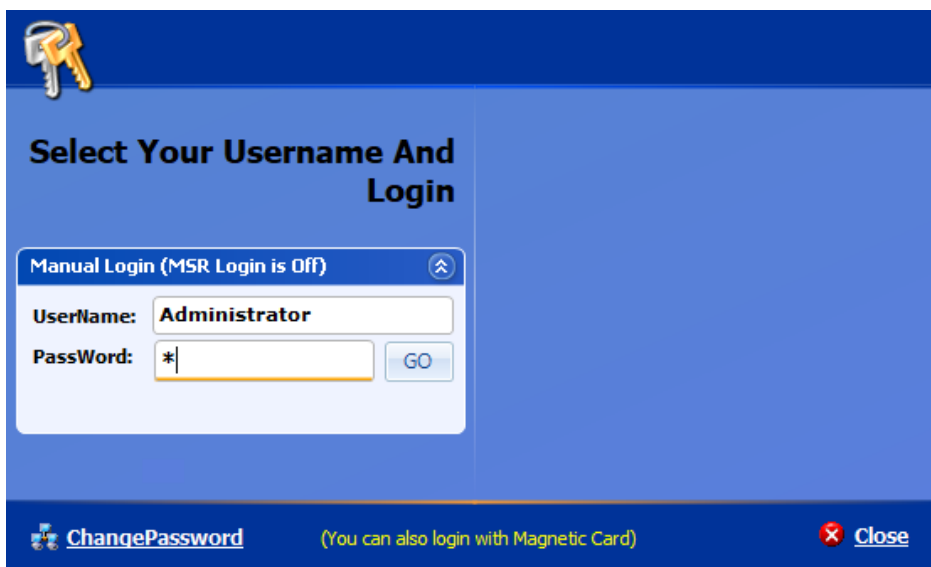 Select Your Username And
Login
Manual Login (MSR Login is Off)
UserName: Administrator
PassWord: * GO
ChangePassword (You can also login with Magnetic Card) Close